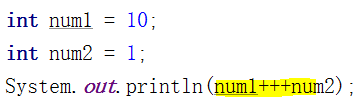 int num1 = 10;
int num2 = 1;
System.out.println(num1+++num2);